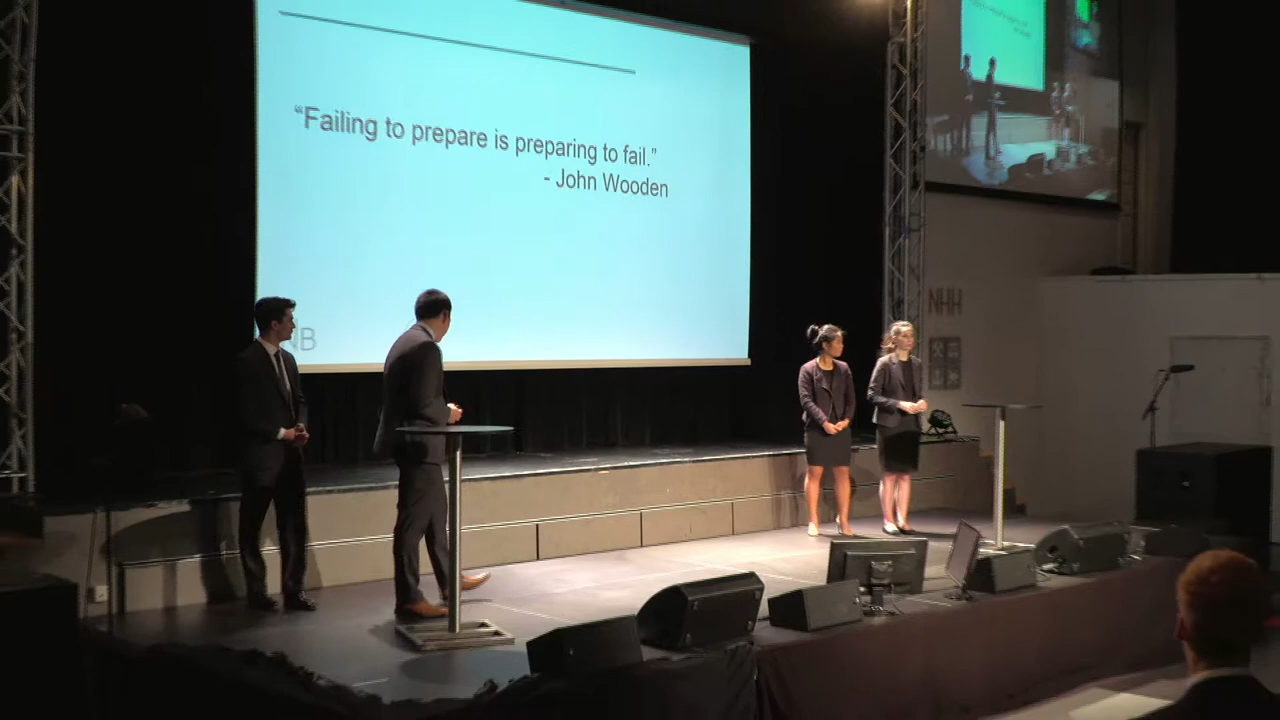 “Failing to prepare is preparing to fail.”
- John Wooden
NHH